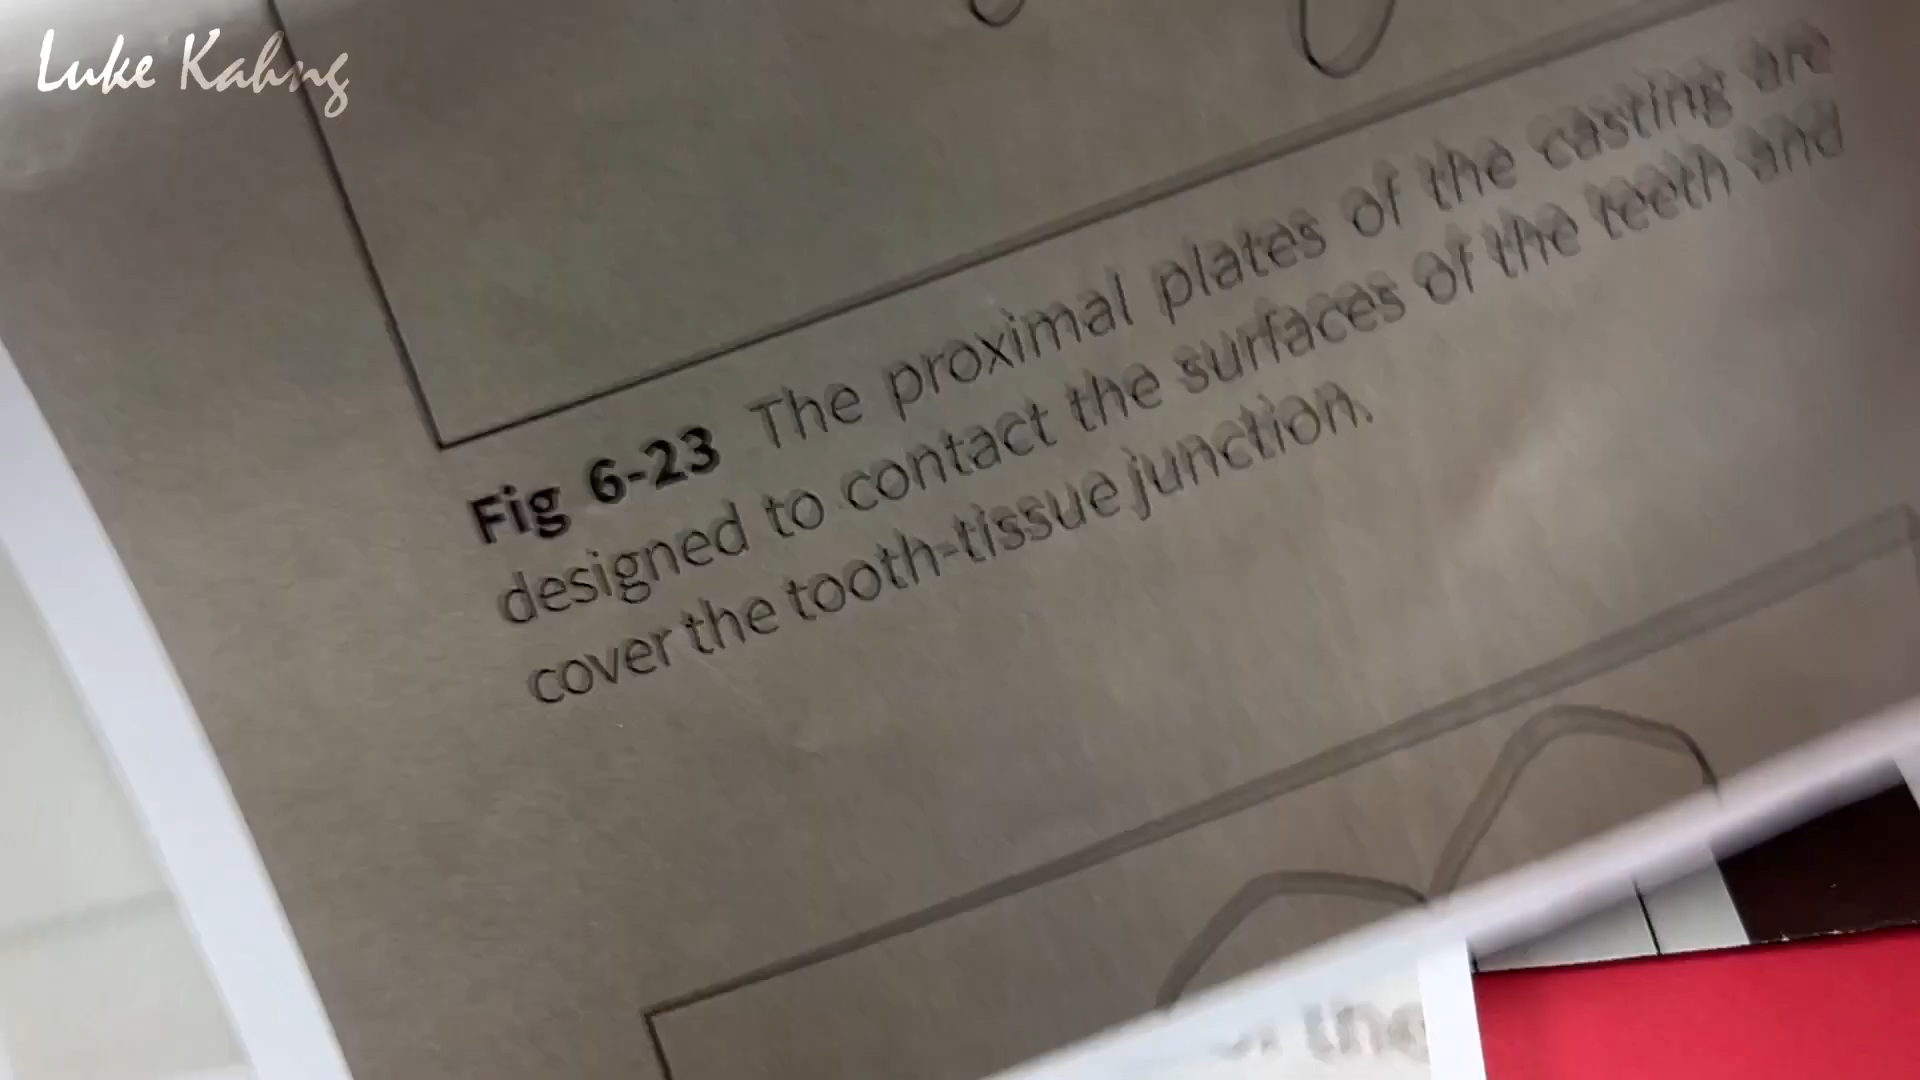 Luke Kahng
Fig 6-23 The proximal plates of the casting are
designed to contact the surfaces of the teeth and
cover the tooth-tissue junction.
the